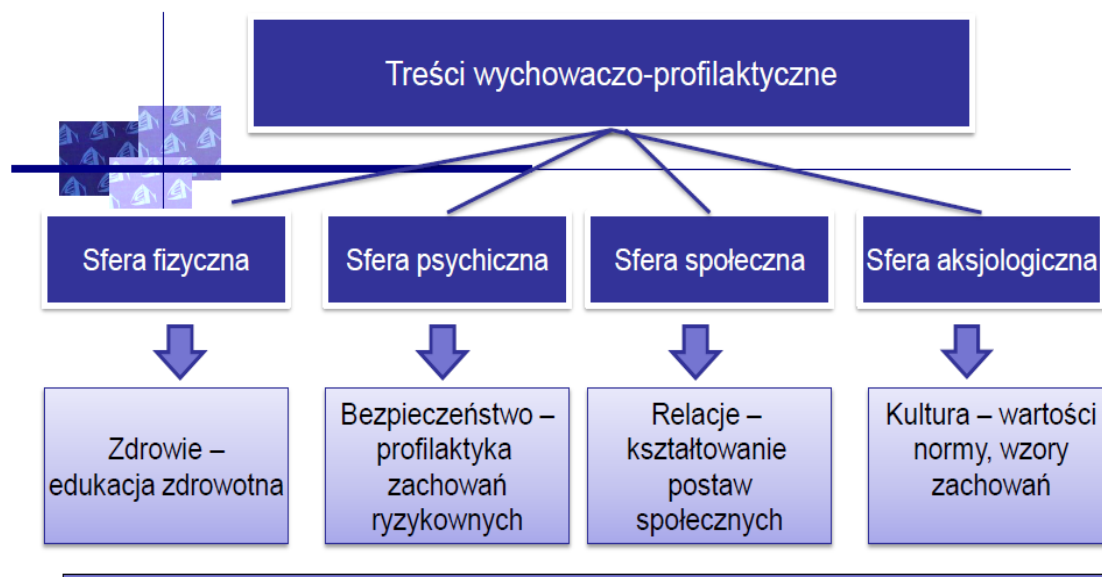 Treści wychowaczo-profilaktyczne
Sfera fizyczna
Sfera psychiczna
Sfera społeczna
Sfera aksjologiczna
Zdrowie –
edukacja zdrowotna
Bezpieczeństwo –
profilaktyka
zachowań
ryzykownych
Relacje –
kształtowanie
postaw
społecznych
Kultura – wartości
normy, wzory
zachowań